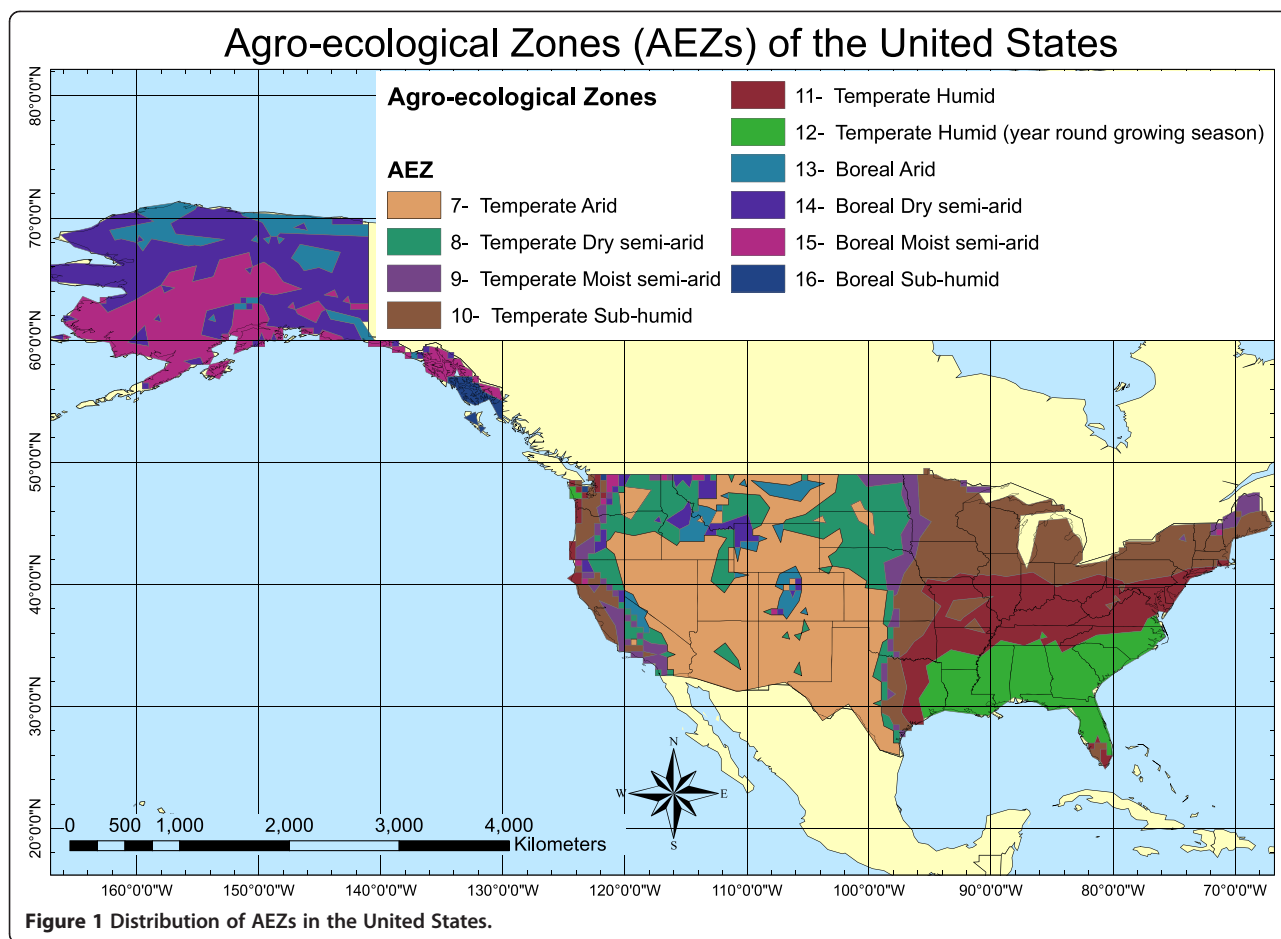 Agro-ecological Zones (AEZs) of the United States
Agro-ecological Zones
AEZ
7- Temperate Arid
8- Temperate Dry semi-arid
9- Temperate Moist semi-arid
10- Temperate Sub-humid
11- Temperate Humid
12- Temperate Humid (year round growing season)
13- Boreal Arid
14- Boreal Dry semi-arid
15- Boreal Moist semi-arid
16- Boreal Sub-humid
80°0'0"N
70°0'0"N
60°0'0"N
50°0'0"N
40°0'0"N
30°0'0"N
20°0'0"N
N
W E
S
0 500 1,000 2,000 3,000 4,000
Kilometers
160°0'0"W 150°0'0"W 140°0'0"W 130°0'0"W 120°0'0"W 110°0'0"W 100°0'0"W 90°0'0"W 80°0'0"W 70°0'0"W
Figure 1 Distribution of AEZs in the United States.